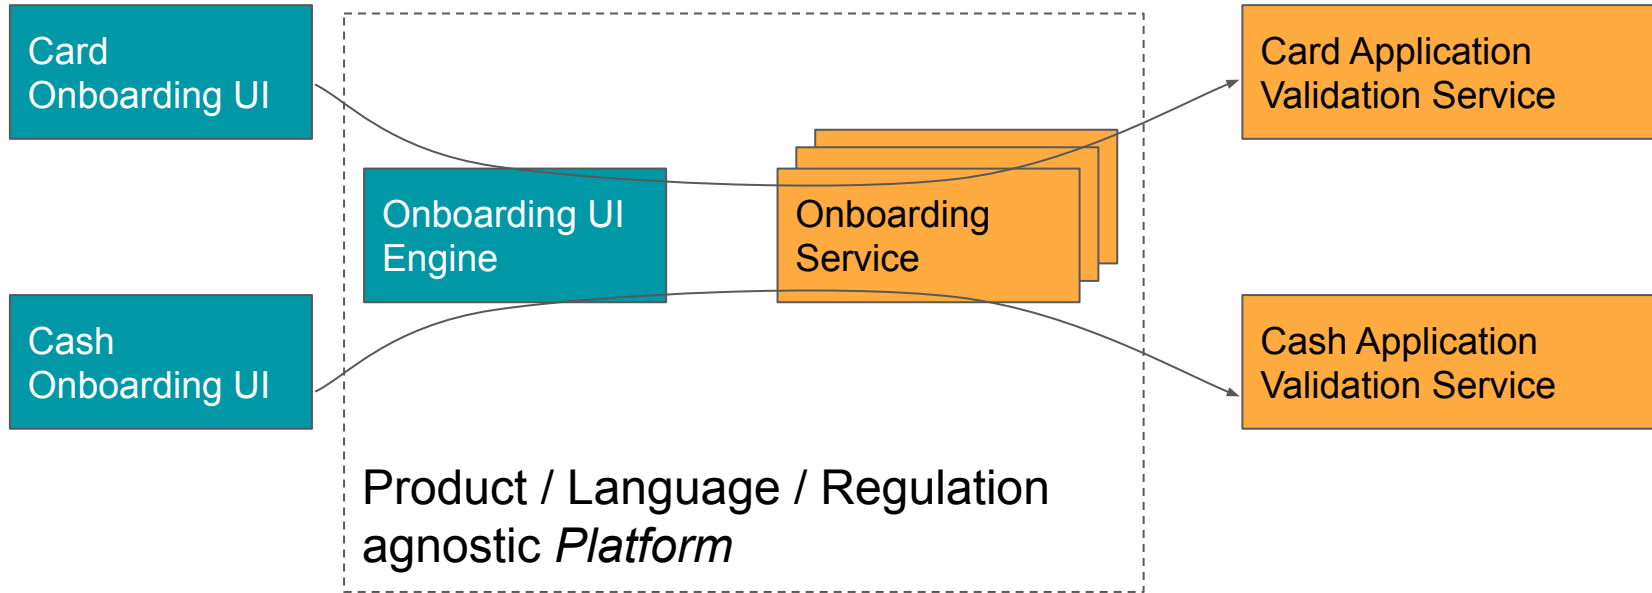 Card
Onboarding UI
Card Application
Validation Service
Onboarding UI
Engine
Onboarding
Service
Cash
Onboarding UI
Cash Application
Validation Service
Product / Language / Regulation
agnostic Platform